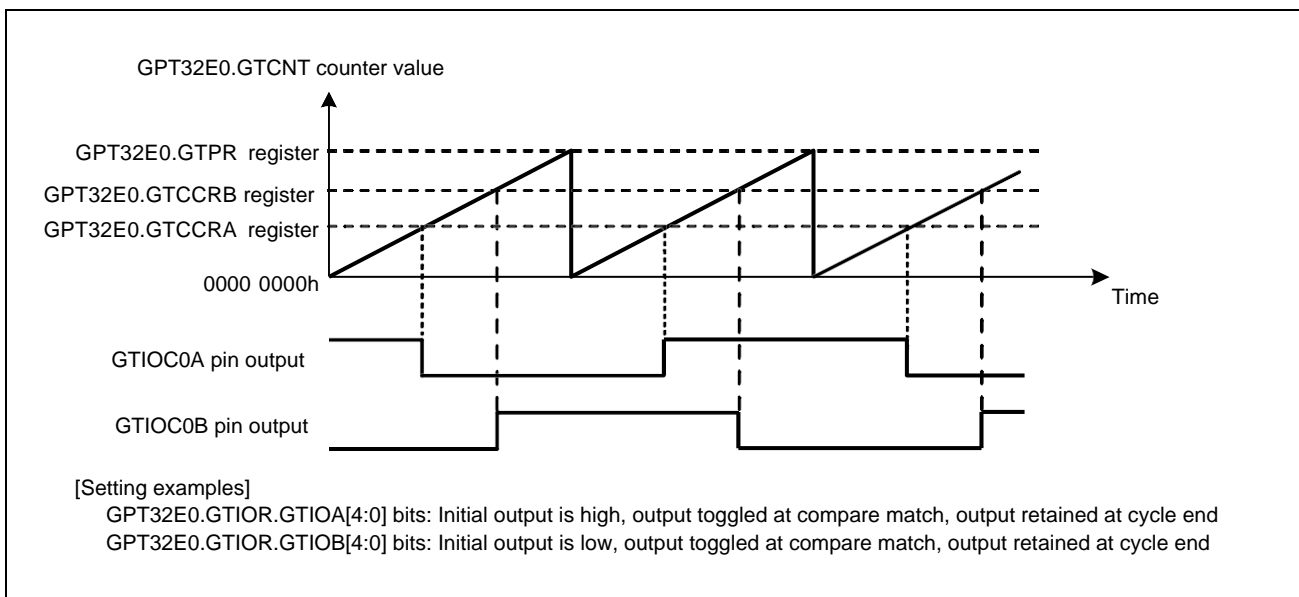 GPT32E0.GTCNT counter value
GPT32E0.GTPR register
GPT32E0.GTCCRB register
GPT32E0.GTCCRA register
0000 0000h
Time
GTIOC0A pin output
GTIOC0B pin output
[Setting examples]
GPT32E0.GTIOR.GTIOA[4:0] bits: Initial output is high, output toggled at compare match, output retained at cycle end
GPT32E0.GTIOR.GTIOB[4:0] bits: Initial output is low, output toggled at compare match, output retained at cycle end